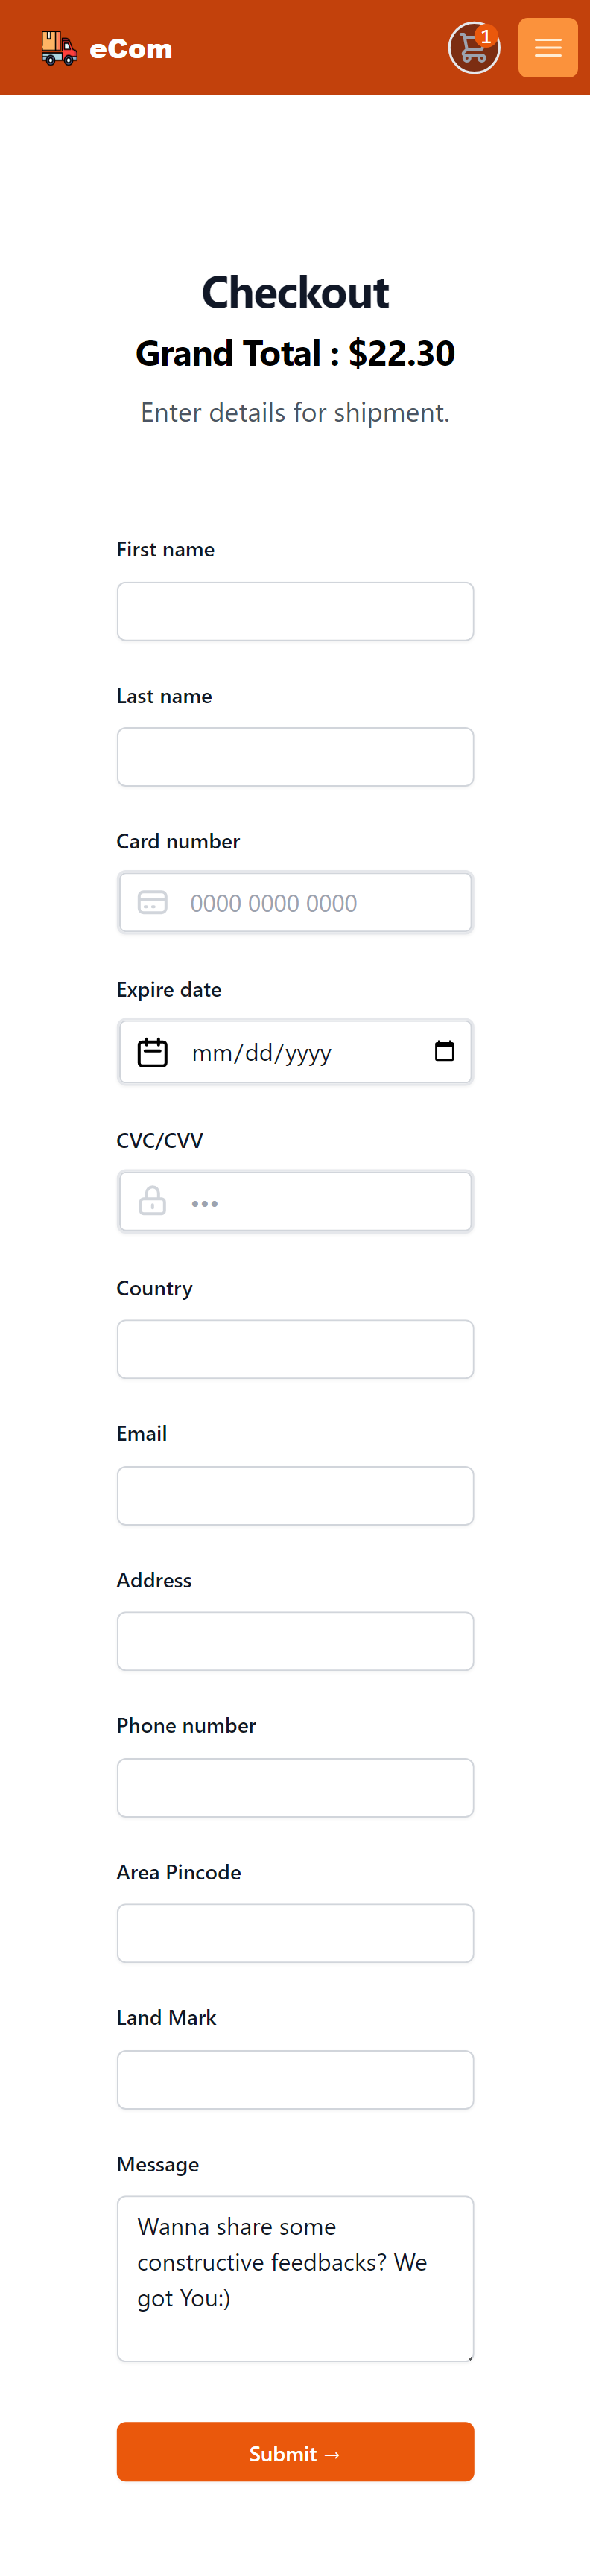 eCom
1
Checkout
Grand Total : $22.30
Enter details for shipment.
First name
Last name
Card number
0000 0000 0000
Expire date
mm/dd/yyyy
CVC/CVV
•••
Country
Email
Address
Phone number
Area Pincode
Land Mark
Message
Wanna share some
constructive feedbacks? We
got You:)
Submit →